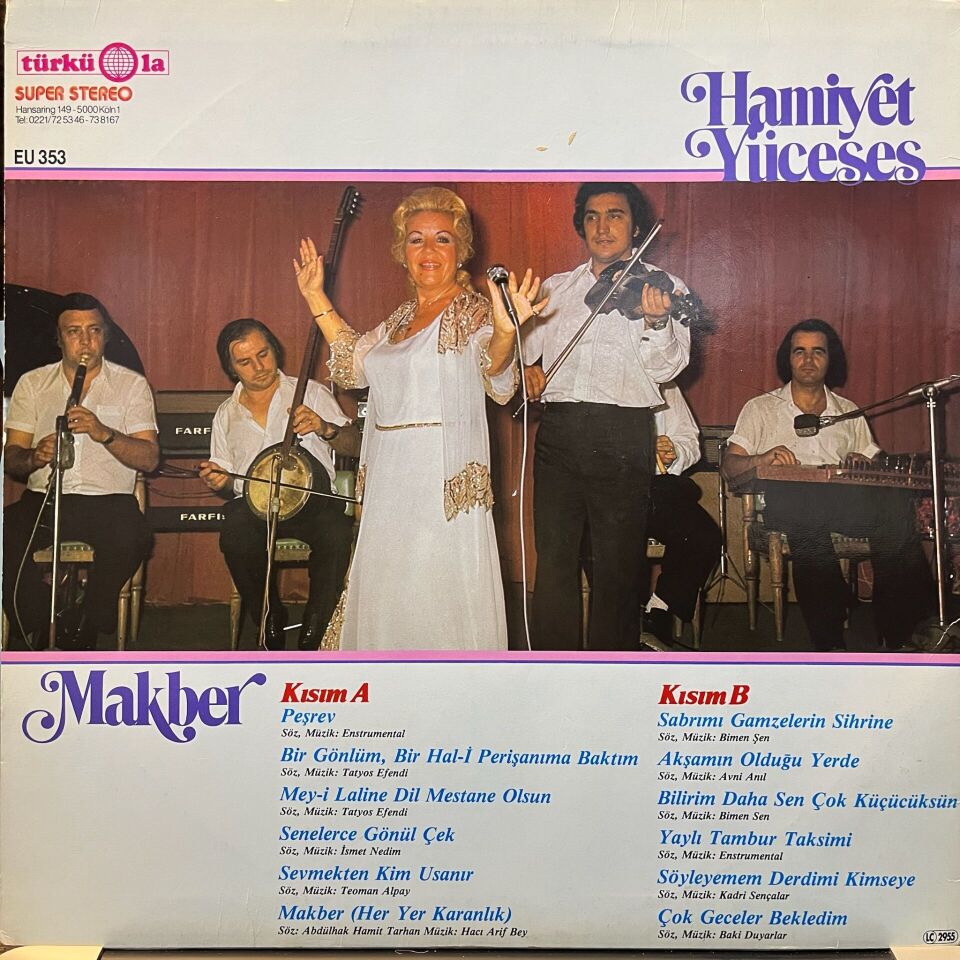 türkü ola
SUPER STEREO
Hansaring 149 - 5000 Köln 1
Tel: 0221/72 53 46 - 73 8167
EU 353
Hamiyet
Yüceses
FARFI
FARFI
Makber
Kısım A
Peşrev
Söz, Müzik: Enstrumental
Bir Gönlüm, Bir Hal-İ Perişanıma Baktım
Söz, Müzik: Tatyos Efendi
Mey-i Laline Dil Mestane Olsun
Söz, Müzik: Tatyos Efendi
Senelerce Gönül Çek
Söz, Müzik: İsmet Nedim
Sevmekten Kim Usanır
Söz, Müzik: Teoman Alpay
Makber (Her Yer Karanlık)
Söz: Abdülhak Hamit Tarhan Müzik: Hacı Arif Bey
Kısım B
Sabrımı Gamzelerin Sihrine
Söz, Müzik: Bimen Şen
Akşamın Olduğu Yerde
Söz, Müzik: Avni Anıl
Bilirim Daha Sen Çok Küçücüksün
Söz, Müzik: Bimen Sen
Yaylı Tambur Taksimi
Söz, Müzik: Enstrumental
Söyleyemem Derdimi Kimseye
Söz, Müzik: Kadri Sençalar
Çok Geceler Bekledim
Söz, Müzik: Baki Duyarlar
LC 2955